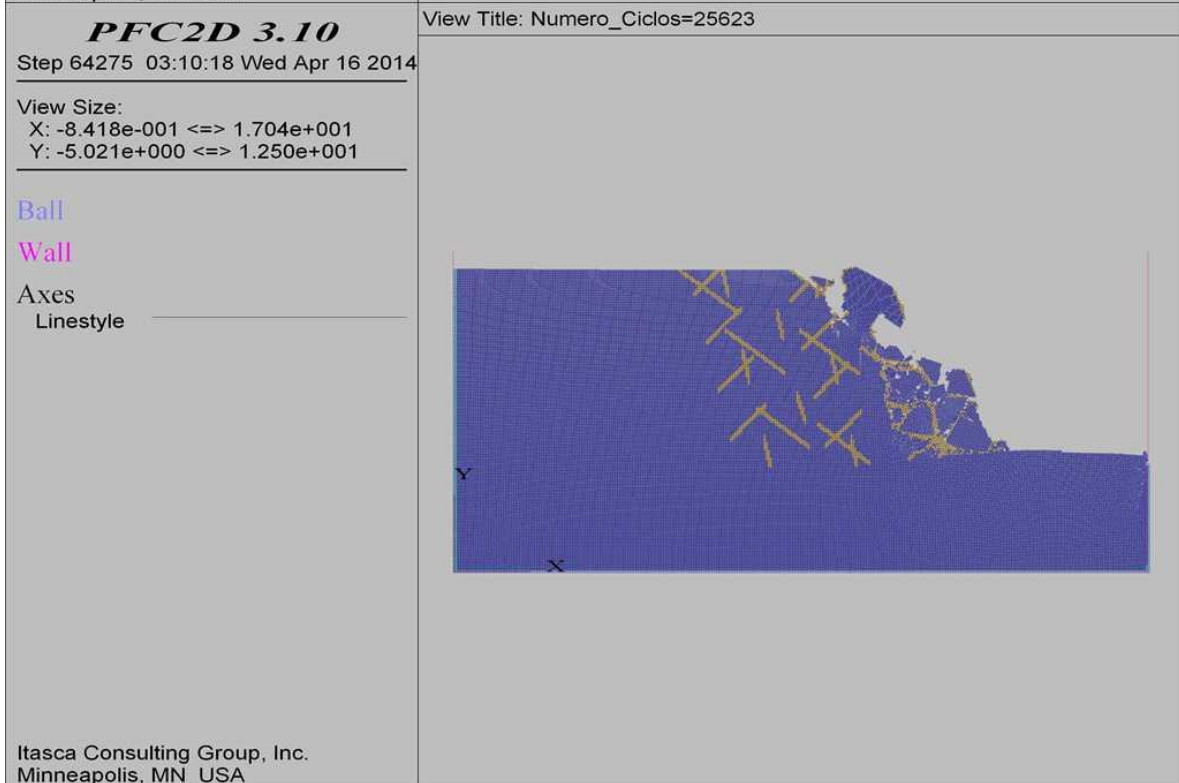 PFC2D 3.10
Step 64275 03:10:18 Wed Apr 16 2014
View Size:
X: -8.418e-001 <=> 1.704e+001
Y: -5.021e+000 <=> 1.250e+001
Ball
Wall
Axes
Linestyle
Itasca Consulting Group, Inc.
Minneapolis, MN USA
View Title: Numero_Ciclos=25623
Y
X